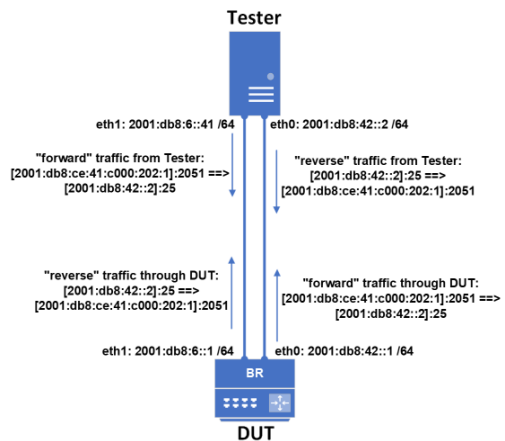 Tester
eth1: 2001:db8:6::41 /64
eth0: 2001:db8:42::2 /64
"forward" traffic from Tester:
[2001:db8:ce:41:c000:202:1]:2051 ==>
[2001:db8:42::2]:25
"reverse" traffic from Tester:
[2001:db8:42::2]:25 ==>
[2001:db8:ce:41:c000:202:1]:2051
"reverse" traffic through DUT:
[2001:db8:42::2]:25 ==>
[2001:db8:ce:41:c000:202:1]:2051
"forward" traffic through DUT:
[2001:db8:ce:41:c000:202:1]:2051 ==>
[2001:db8:42::2]:25
eth1: 2001:db8:6::1 /64
eth0: 2001:db8:42::1 /64
BR
DUT